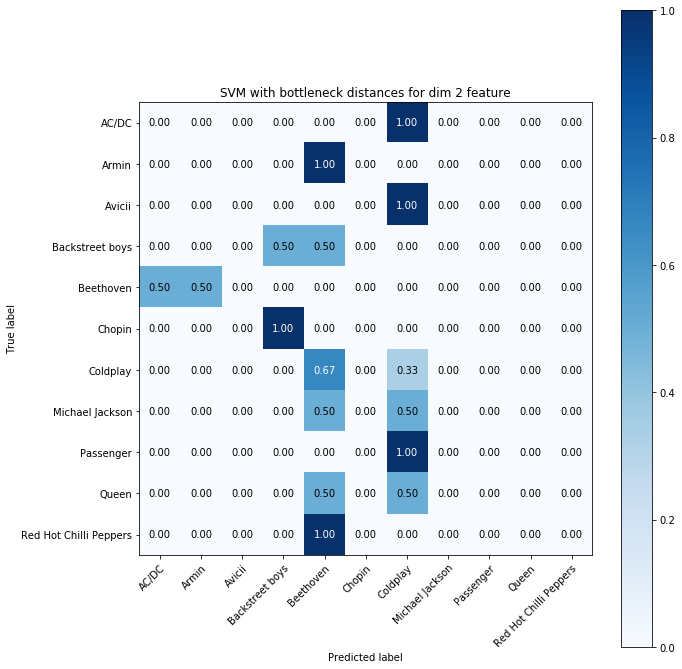 SVM with bottleneck distances for dim 2 feature
AC/DC 0.00 0.00 0.00 0.00 0.00 0.00 1.00 0.00 0.00 0.00 0.00
Armin 0.00 0.00 0.00 0.00 1.00 0.00 0.00 0.00 0.00 0.00 0.00
Avicii 0.00 0.00 0.00 0.00 0.00 0.00 1.00 0.00 0.00 0.00 0.00
Backstreet boys 0.00 0.00 0.00 0.50 0.50 0.00 0.00 0.00 0.00 0.00 0.00
Beethoven 0.50 0.50 0.00 0.00 0.00 0.00 0.00 0.00 0.00 0.00 0.00
Chopin 0.00 0.00 0.00 1.00 0.00 0.00 0.00 0.00 0.00 0.00 0.00
Coldplay 0.00 0.00 0.00 0.00 0.67 0.00 0.33 0.00 0.00 0.00 0.00
Michael Jackson 0.00 0.00 0.00 0.00 0.50 0.00 0.50 0.00 0.00 0.00 0.00
Passenger 0.00 0.00 0.00 0.00 0.00 0.00 1.00 0.00 0.00 0.00 0.00
Queen 0.00 0.00 0.00 0.00 0.50 0.00 0.50 0.00 0.00 0.00 0.00
Red Hot Chilli Peppers 0.00 0.00 0.00 0.00 1.00 0.00 0.00 0.00 0.00 0.00 0.00
True label
AC/DC
Armin
Avicii
Backstreet boys
Beethoven
Chopin
Coldplay
Michael Jackson
Passenger
Queen
Red Hot Chilli Peppers
Predicted label
1.0
0.8
0.6
0.4
0.2
0.0